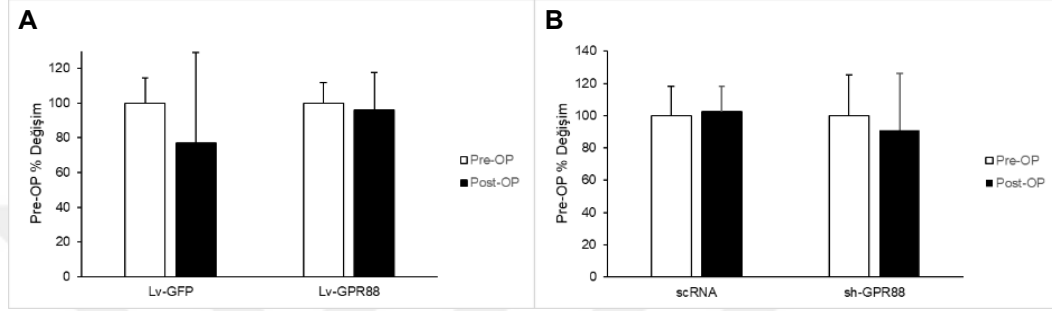 A
Pre-OP % Değişim
120
100
80
60
40
20
0
Lv-GFP
Lv-GPR88
Pre-OP
Post-OP
B
Pre-OP % Değişim
140
120
100
80
60
40
20
0
scRNA
sh-GPR88
Pre-OP
Post-OP